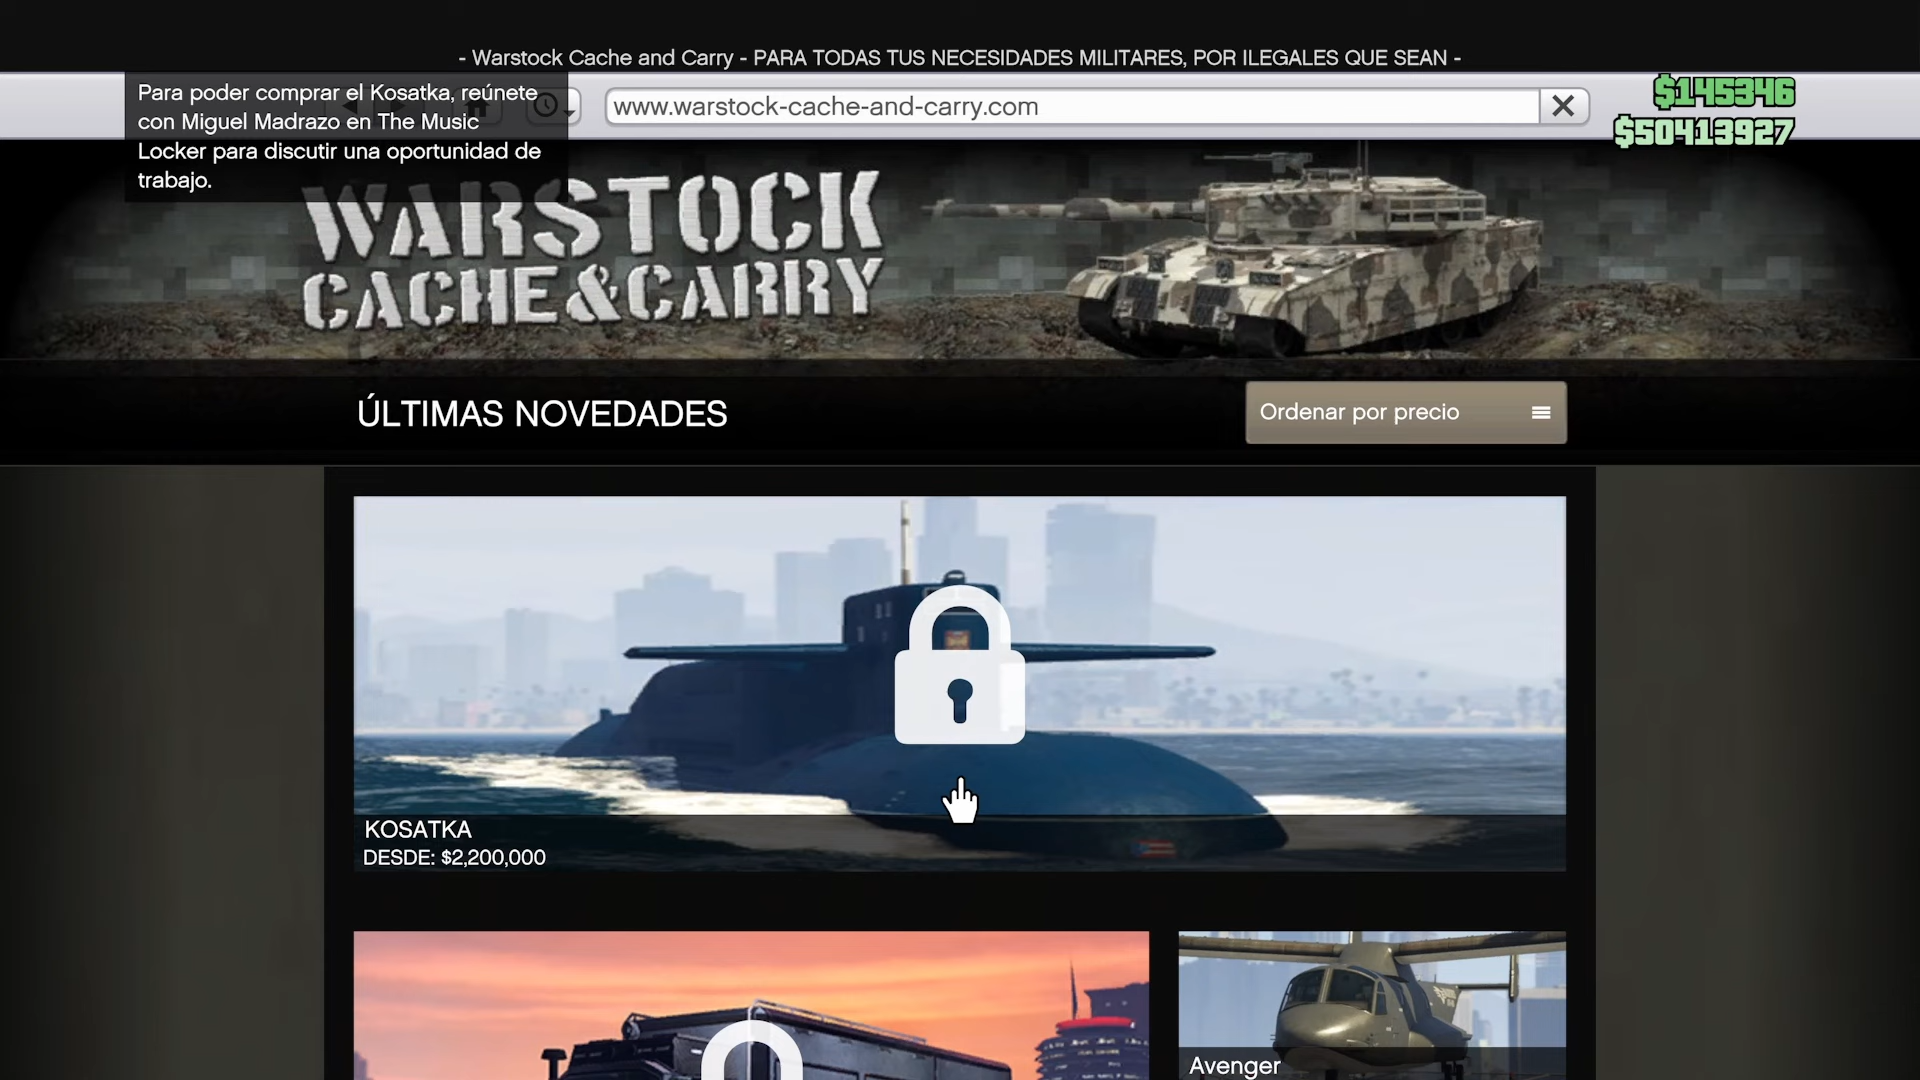 - Warstock Cache and Carry - PARA TODAS TUS NECESIDADES MILITARES, POR ILEGALES QUE SEAN -
Para poder comprar el Kosatka, reúnete
con Miguel Madrazo en The Music
Locker para discutir una oportunidad de
trabajo.
www.warstock-cache-and-carry.com
$145346
$50413927
WARSTOCK
CACHE&CARRY
ÚLTIMAS NOVEDADES
Ordenar por precio
KOSATKA
DESDE: $2,200,000
Avenger